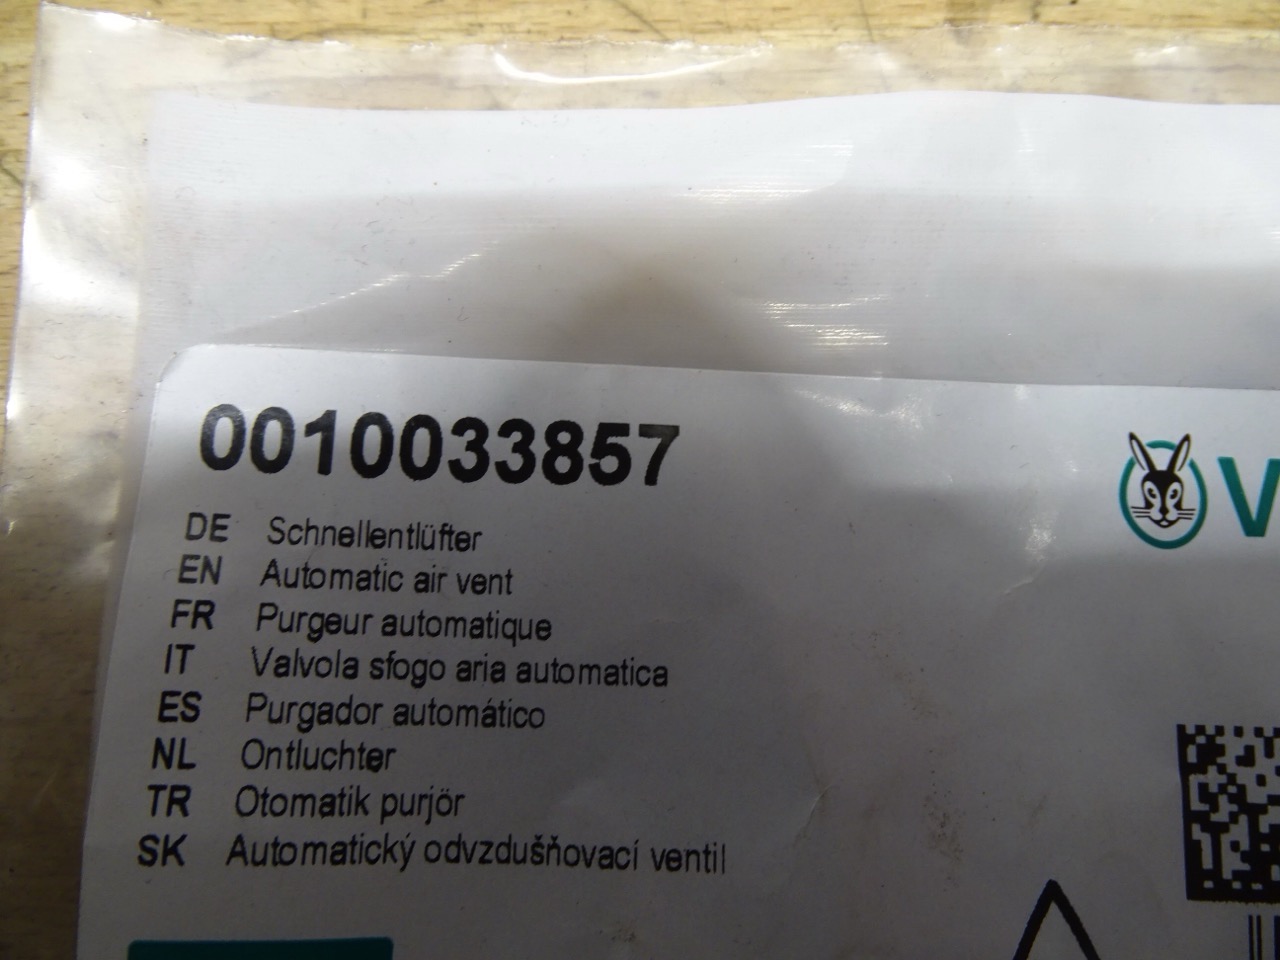 0010033857
V
DE Schnellentlüfter
EN Automatic air vent
FR Purgeur automatique
IT Valvola sfogo aria automatica
ES Purgador automático
NL Ontluchter
TR Otomatik purjör
SK Automatický odvzdušňovací ventil